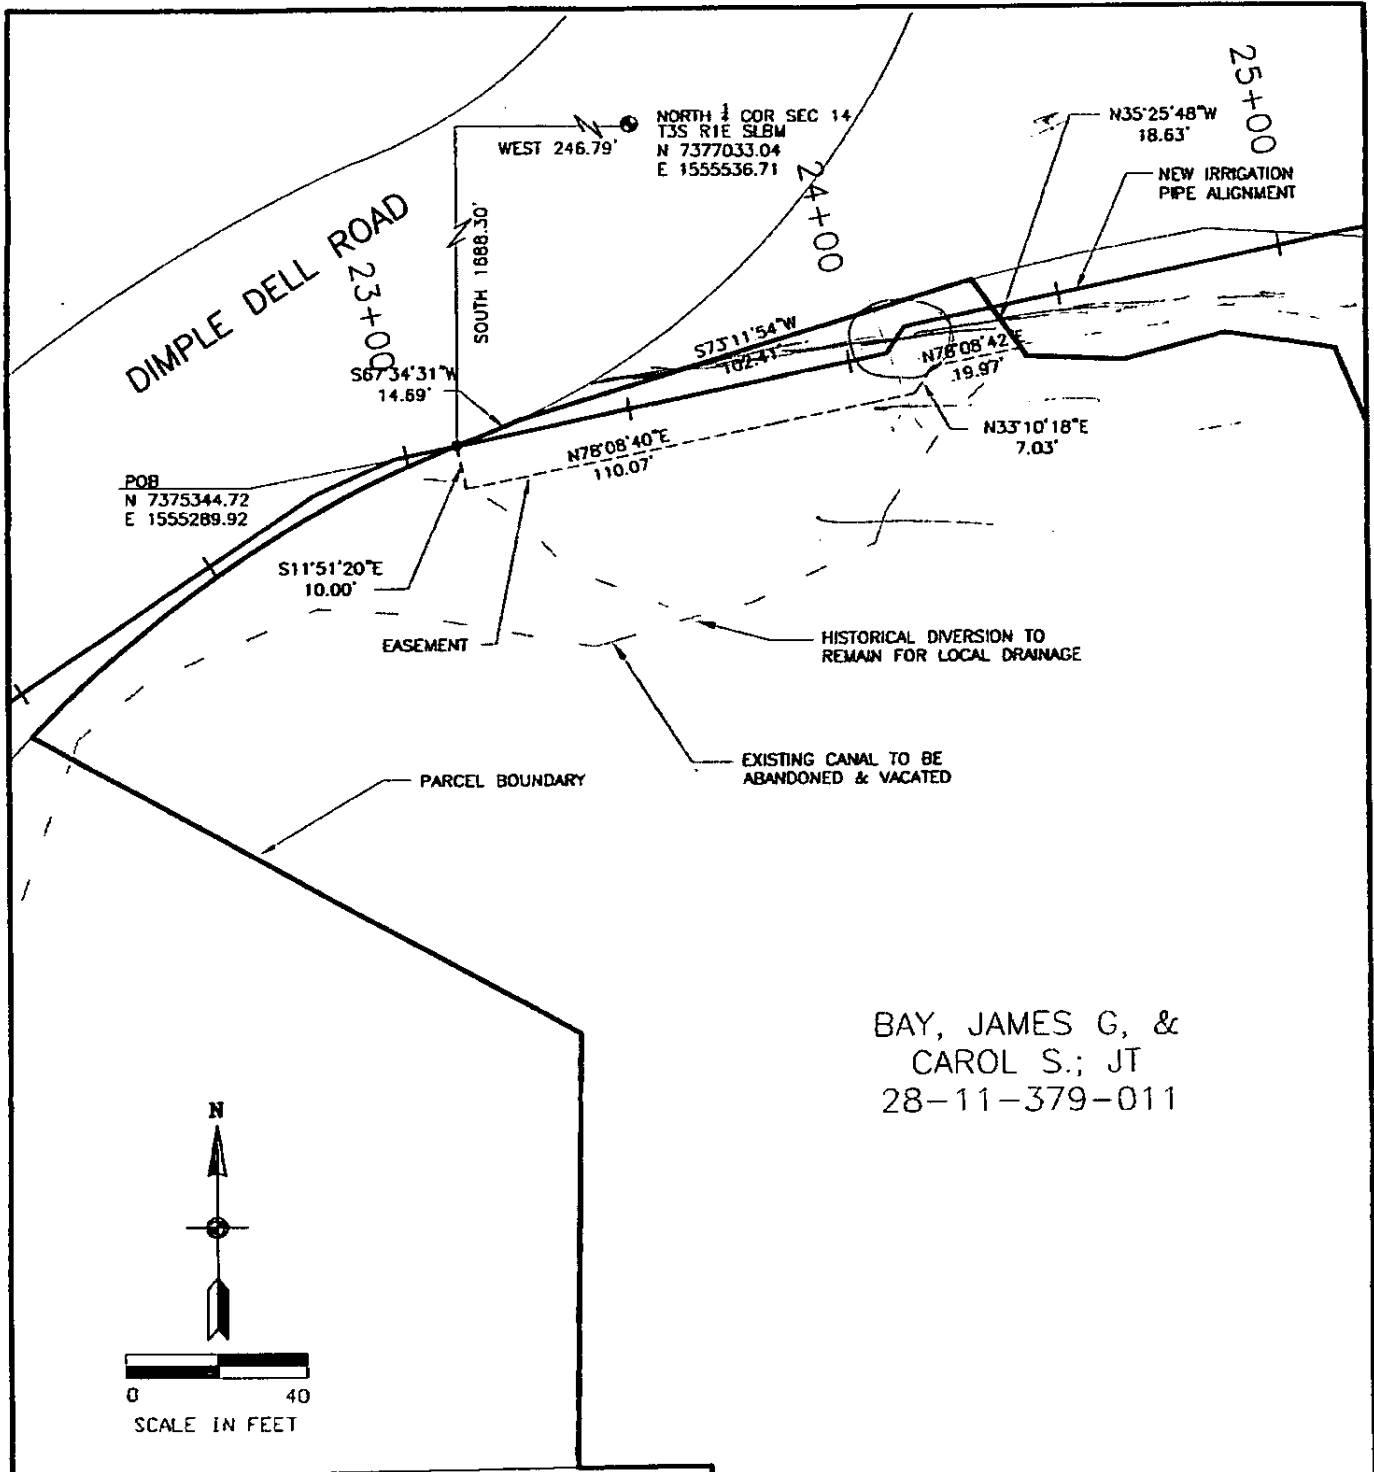 25+00
NORTH ¼ COR SEC 14
T3S R1E SLBM
N 7377033.04
E 1555536.71
WEST 246.79'
N35°25'48"W
18.63'
24+00
NEW IRRIGATION
PIPE ALIGNMENT
DIMPLE DELL ROAD
SOUTH 1688.30'
23+00
S73°11'54"W
102.41'
S67°34'31"W
14.69'
N78°08'42"E
19.97'
N33°10'18"E
7.03'
N78°08'40"E
110.07'
POB
N 7375344.72
E 1555289.92
S11°51'20"E
10.00'
EASEMENT
HISTORICAL DIVERSION TO
REMAIN FOR LOCAL DRAINAGE
EXISTING CANAL TO BE
ABANDONED & VACATED
PARCEL BOUNDARY
BAY, JAMES G, &
CAROL S.; JT
28-11-379-011
N
0 40
SCALE IN FEET